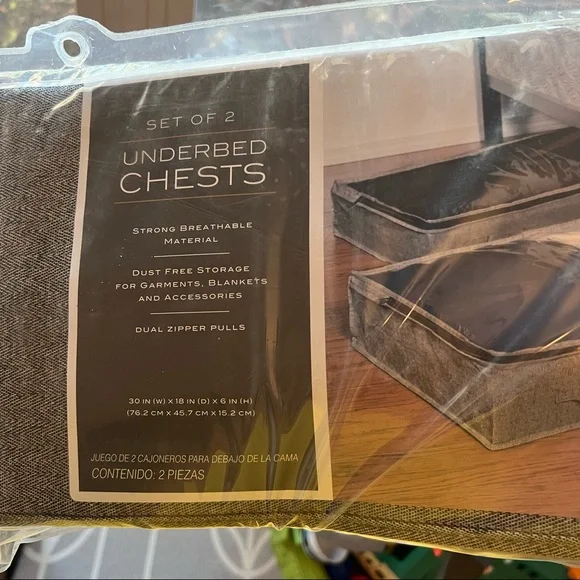 SET OF 2
UNDERBED
CHESTS
STRONG BREATHABLE
MATERIAL
DUST FREE STORAGE
FOR GARMENTS, BLANKETS
AND ACCESSORIES
DUAL ZIPPER PULLS
30 IN (W) X 18 IN (D) X 6 IN (H)
(76.2 CM X 45.7 CM X 15.2 CM)
JUEGO DE 2 CAJONEROS PARA DEBAJO DE LA CAMA
CONTENIDO: 2 PIEZAS